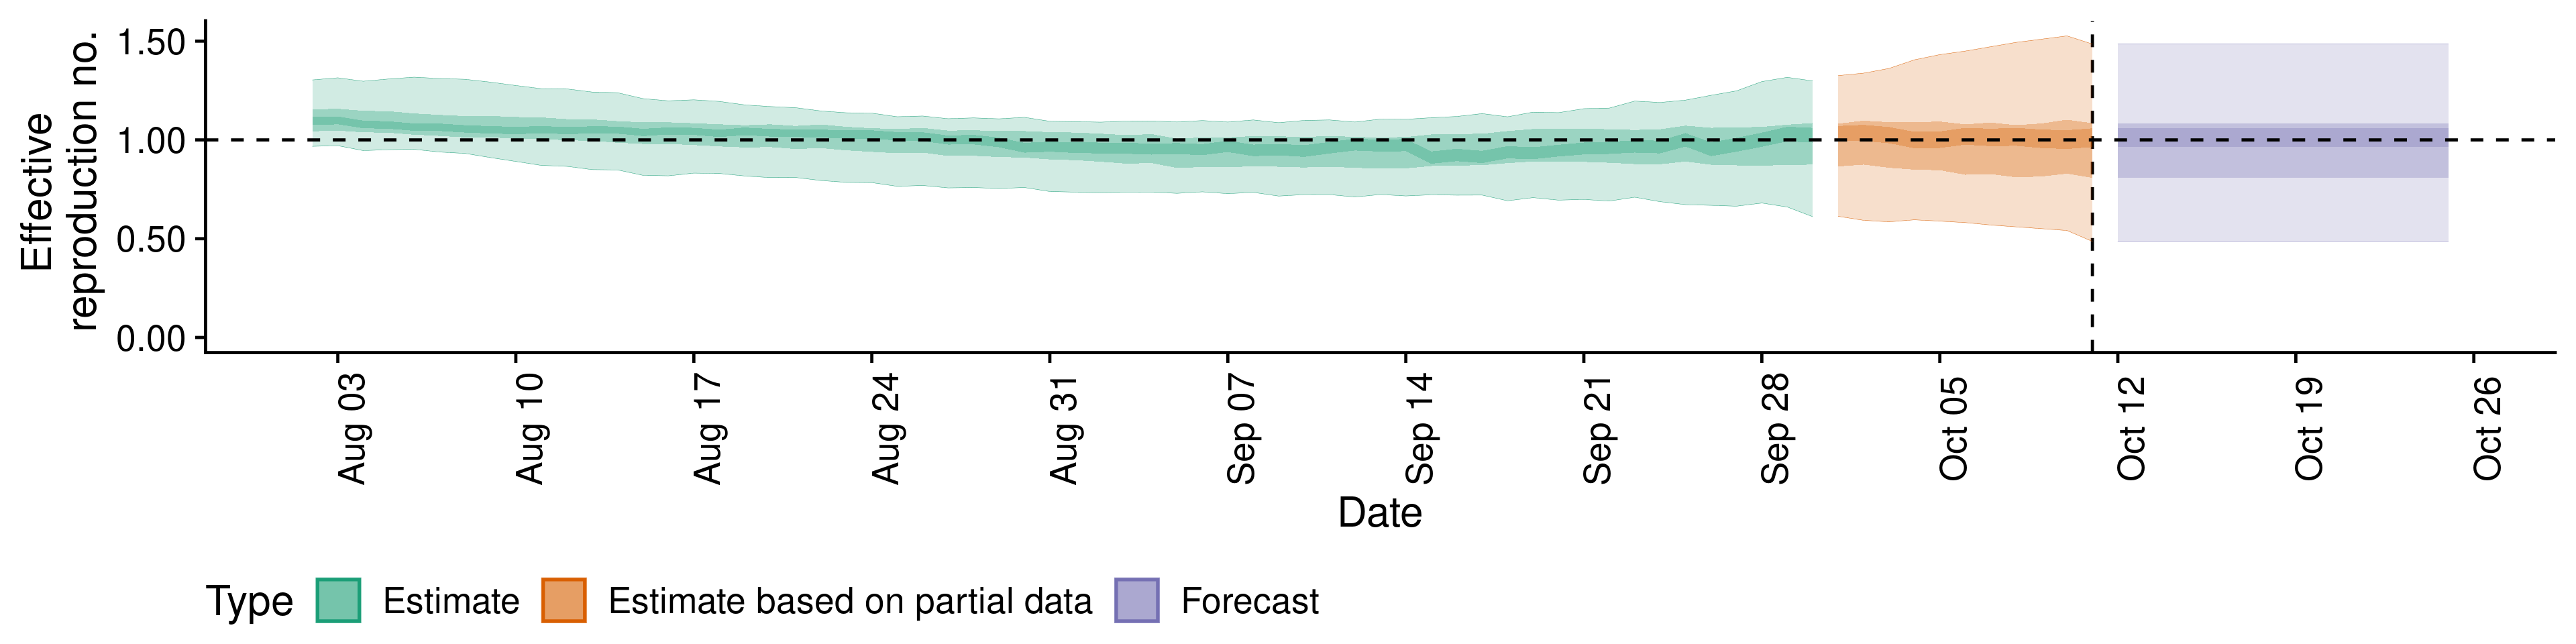 Effective
reproduction no.
1.50
1.00
0.50
0.00
Aug 03
Aug 10
Aug 17
Aug 24
Aug 31
Sep 07
Sep 14
Sep 21
Sep 28
Oct 05
Oct 12
Oct 19
Oct 26
Date
Type Estimate Estimate based on partial data Forecast